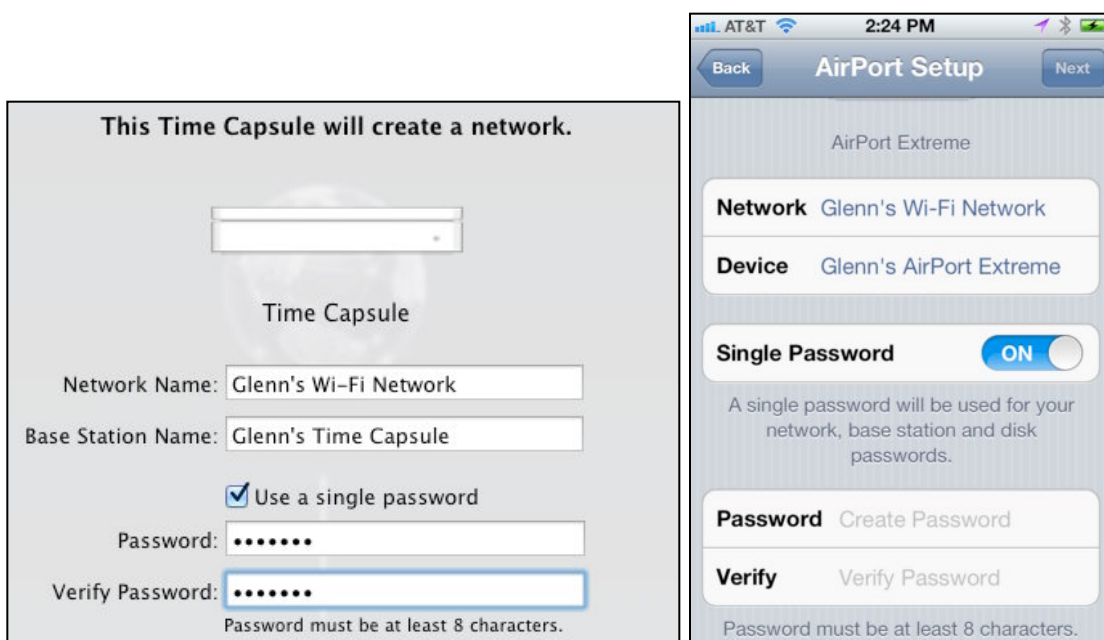 This Time Capsule will create a network.
Time Capsule
Network Name: Glenn's Wi-Fi Network
Base Station Name: Glenn's Time Capsule
Use a single password
Password: •••••••
Verify Password: •••••••
Password must be at least 8 characters.
AT&T 2:24 PM
Back AirPort Setup Next
AirPort Extreme
Network Glenn's Wi-Fi Network
Device Glenn's AirPort Extreme
Single Password ON
A single password will be used for your
network, base station and disk
passwords.
Password Create Password
Verify Verify Password
Password must be at least 8 characters.